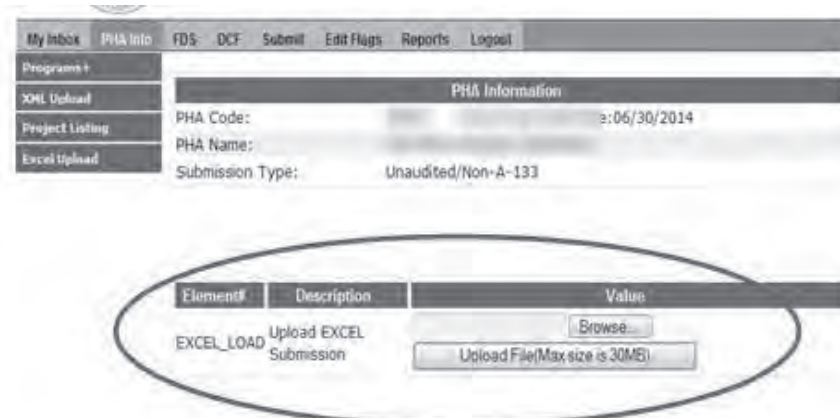 My Inbox PHA Info FDS DCF Submit Edit Flags Reports Logout
Programs+
XML Upload
Project Listing
Excel Upload
PHA Information
PHA Code: e:06/30/2014
PHA Name:
Submission Type: Unaudited/Non-A-133
Element# Description Value
EXCEL_LOAD Upload EXCEL Submission
Browse...
Upload File(Max size is 30MB)